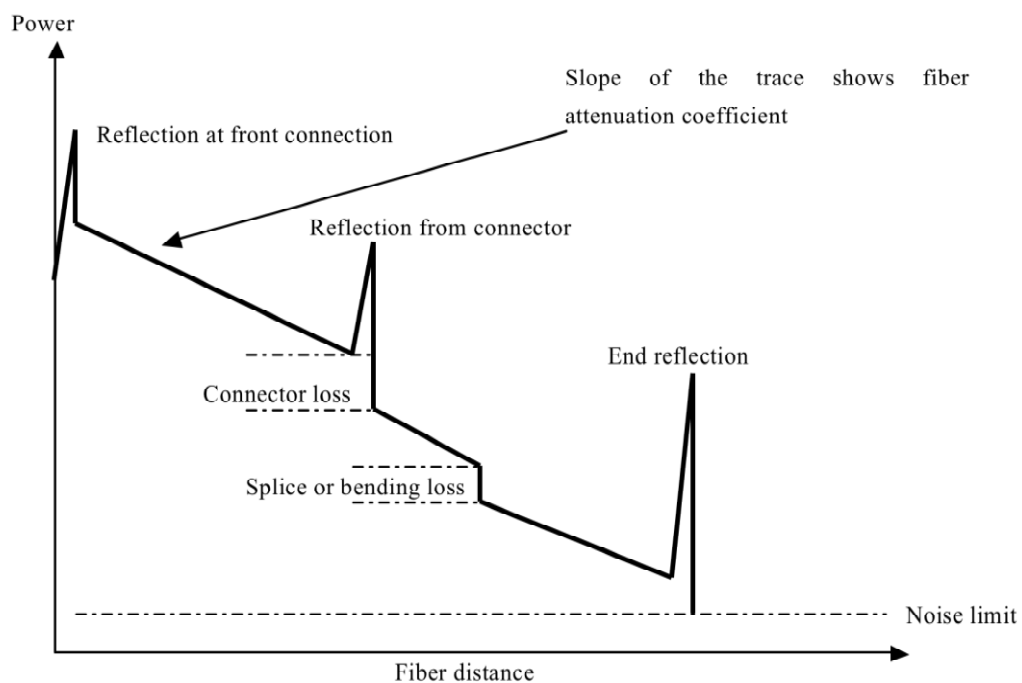 Power
Slope of the trace shows fiber
attenuation coefficient
Reflection at front connection
Reflection from connector
End reflection
Connector loss
Splice or bending loss
Noise limit
Fiber distance